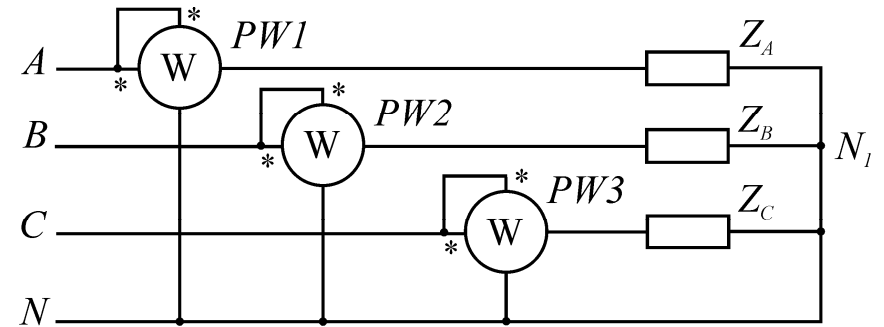 * PW1 Z_A
A * W
* PW2 Z_B
B * W N_1
* PW3 Z_C
C * W
N